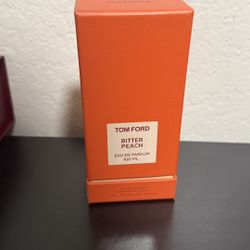 TOM FORD
BITTER
PEACH
EAU DE PARFUM
100 ML